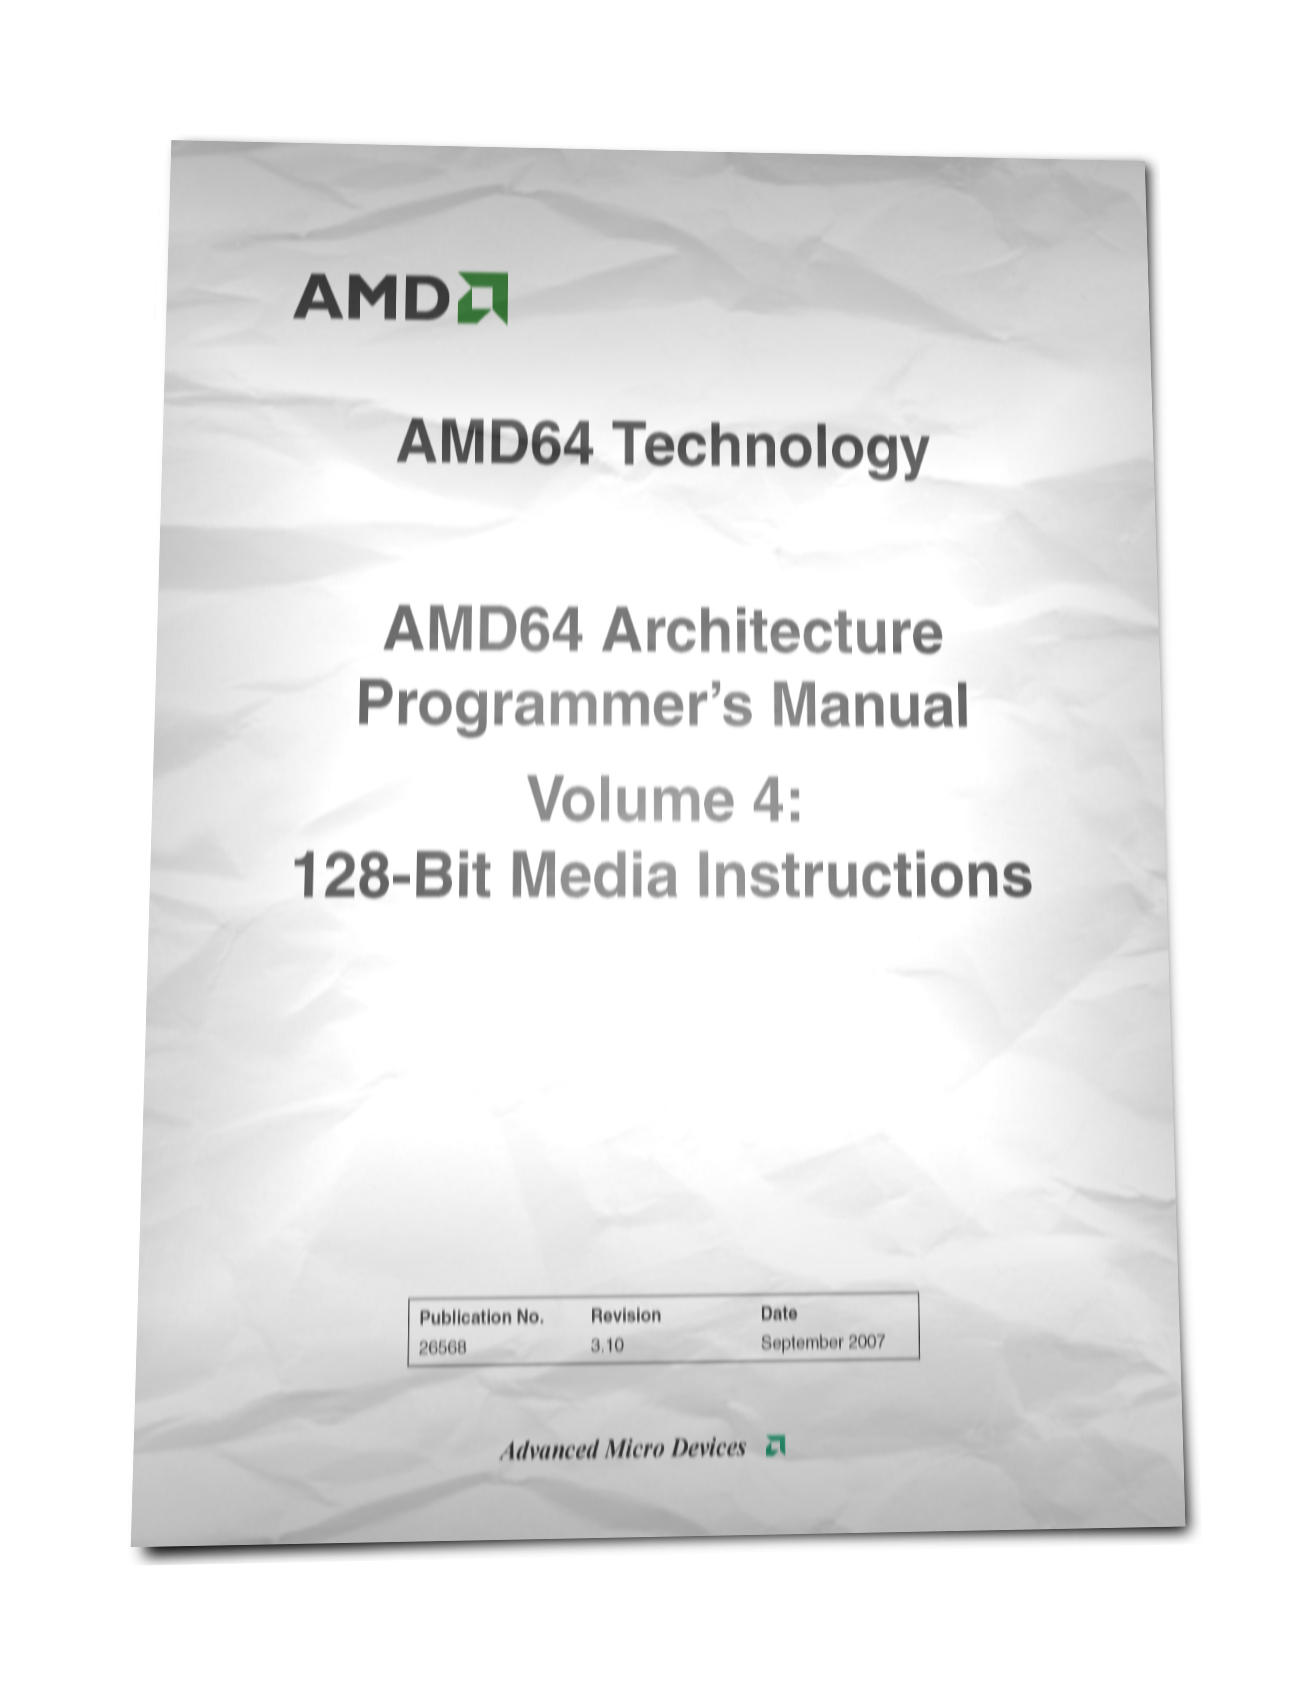 AMD
AMD64 Technology
AMD64 Architecture
Programmer’s Manual
Volume 4:
128-Bit Media Instructions
Publication No. Revision Date
26568 3.10 September 2007
Advanced Micro Devices